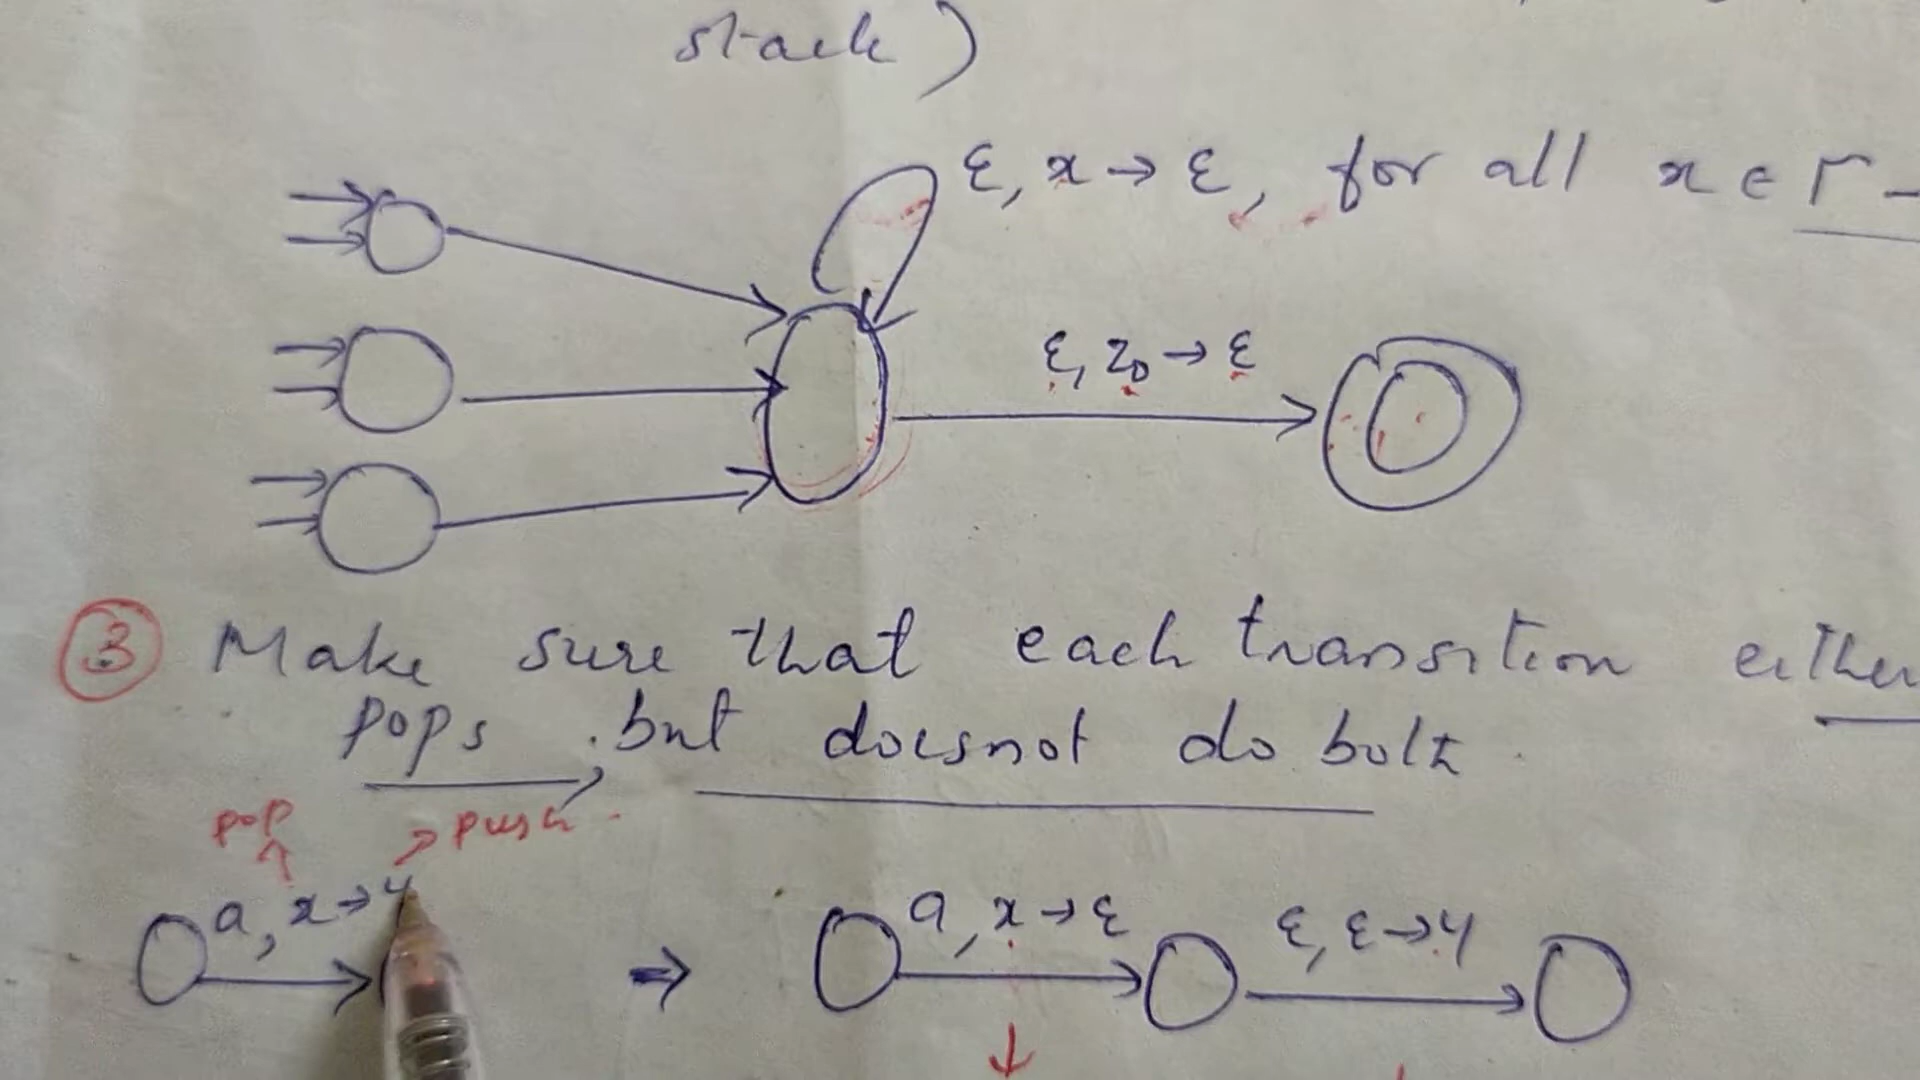 stack)
ε, x → ε, for all x ∈ Γ -
ε, z0 → ε
3 Make sure that each transition either
pops, but doesnot do both.
pop push.
a, x → y ⇒ a, x → ε ε, ε → y